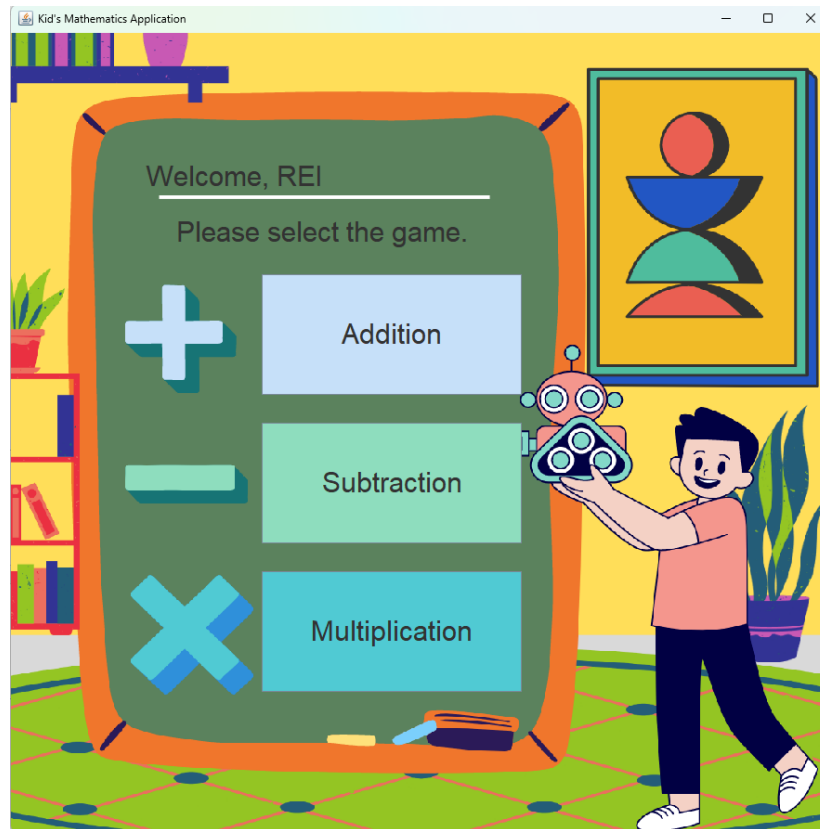 Kid's Mathematics Application
Welcome, REI
Please select the game.
Addition
Subtraction
Multiplication